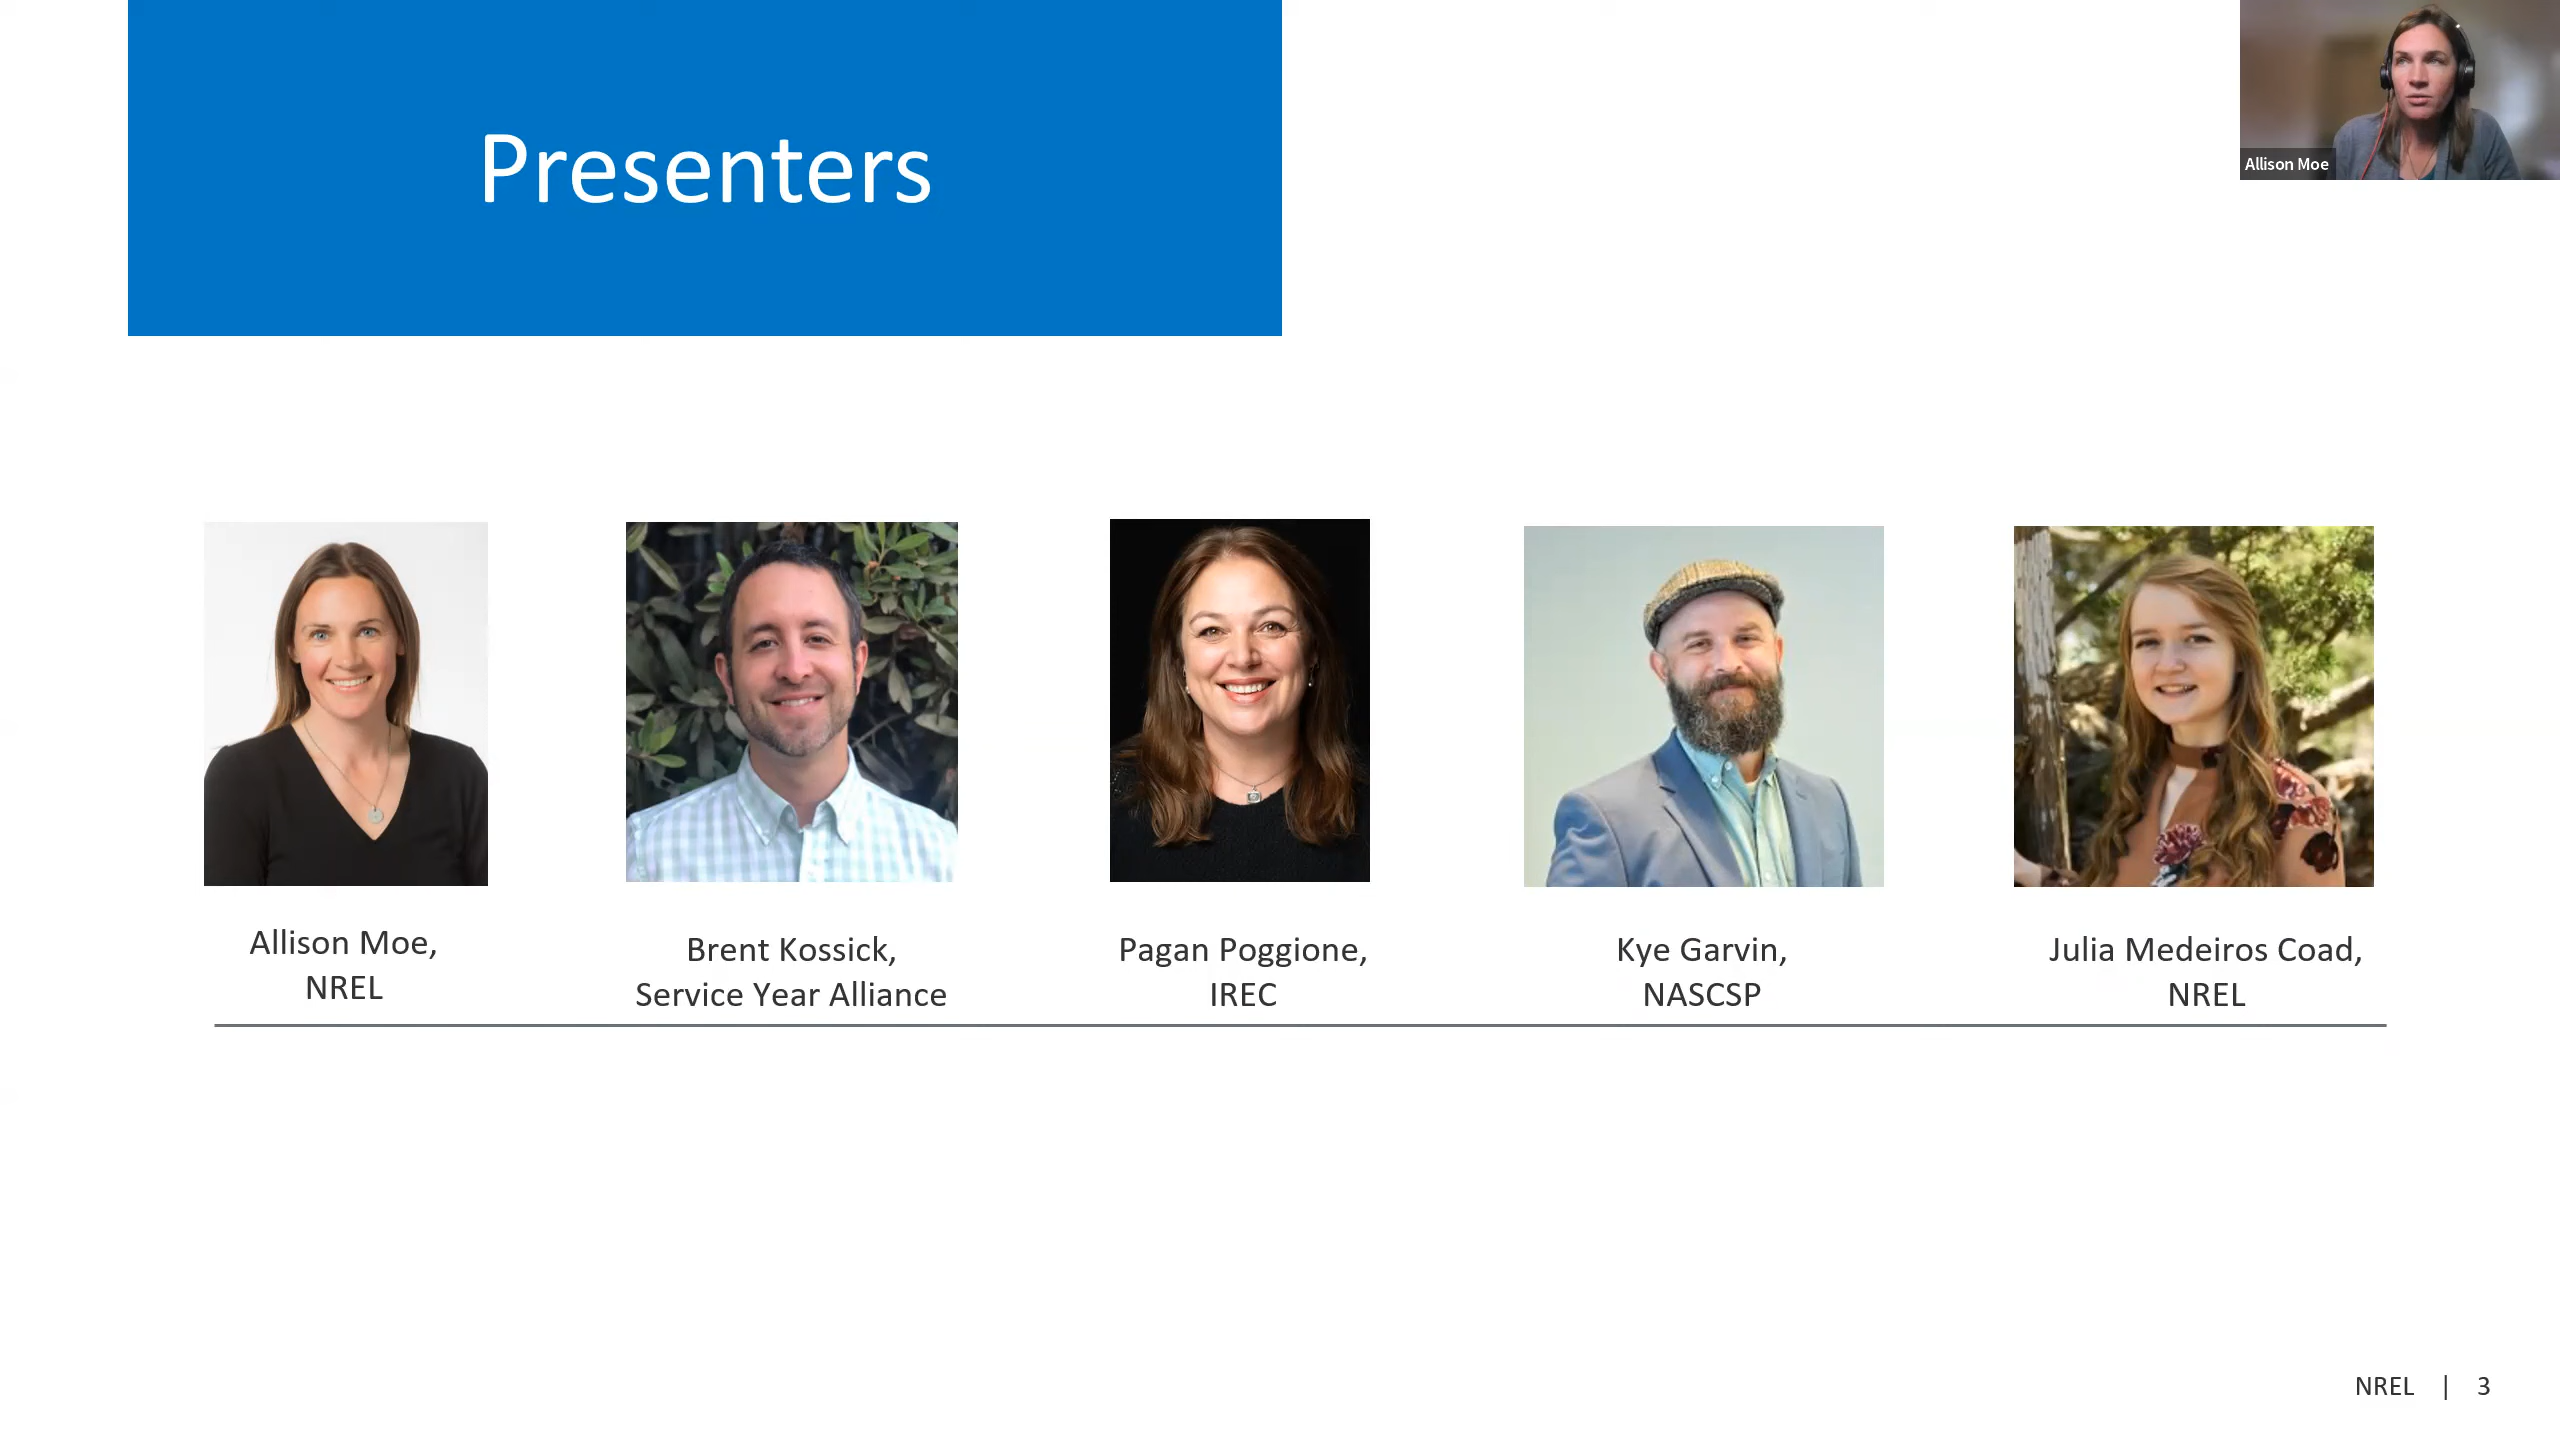 Presenters
Allison Moe
Allison Moe,
NREL
Brent Kossick,
Service Year Alliance
Pagan Poggione,
IREC
Kye Garvin,
NASCSP
Julia Medeiros Coad,
NREL
NREL | 3